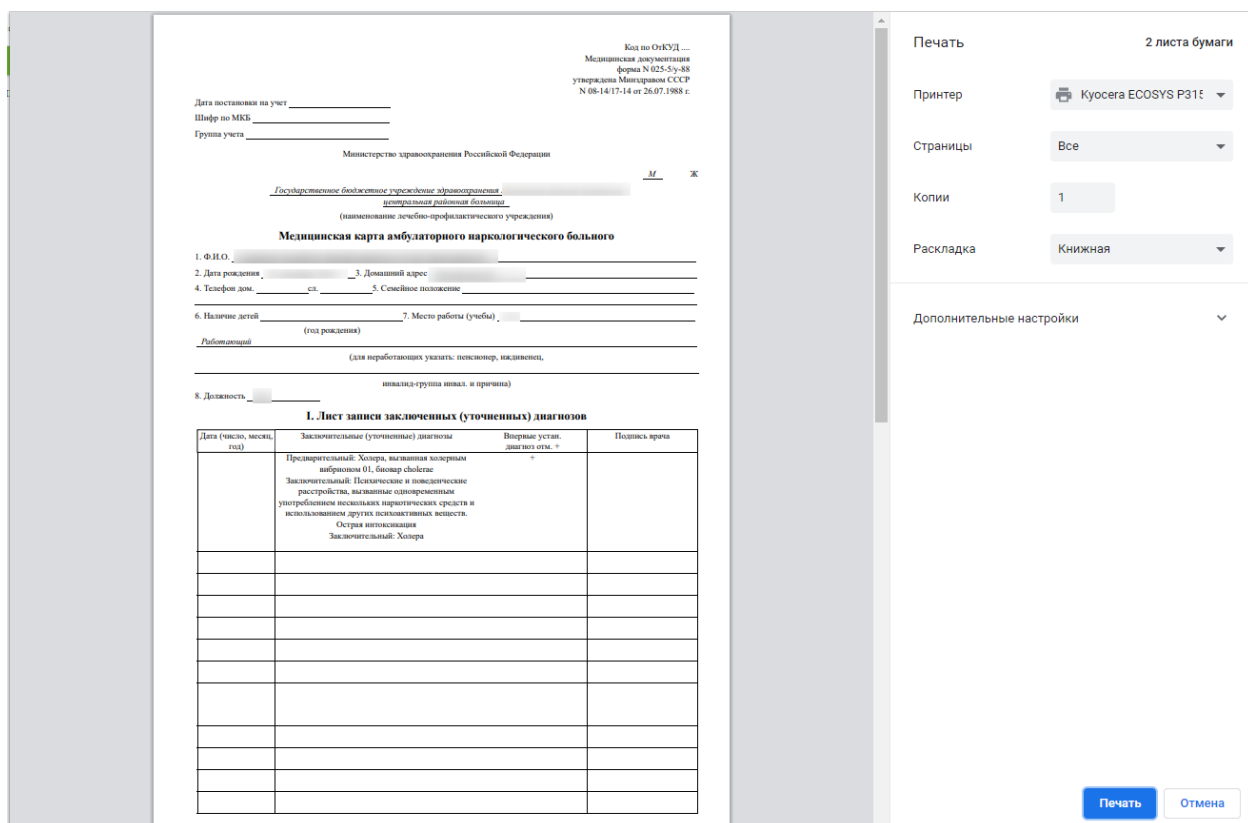 Код по ОтКУД ....
Медицинская документация
форма N 025-5/у-88
утверждена Минздравом СССР
N 08-14/17-14 от 26.07.1988 г.
Дата постановки на учет
Шифр по МКБ
Группа учета
Министерство здравоохранения Российской Федерации
М Ж
Государственное бюджетное учреждение здравоохранения
центральная районная больница
(наименование лечебно-профилактического учреждения)
Медицинская карта амбулаторного наркологического больного
1. Ф.И.О.
2. Дата рождения 3. Домашний адрес
4. Телефон дом. сл. 5. Семейное положение
6. Наличие детей 7. Место работы (учебы)
(год рождения)
Работающий
(для неработающих указать: пенсионер, иждивенец,
инвалид-группа инвал. и причина)
8. Должность
I. Лист записи заключенных (уточненных) диагнозов
Дата (число, месяц, год)
Заключительные (уточненные) диагнозы
Впервые устан. диагноз отм. +
Подпись врача
Предварительный: Холера, вызванная холерным
вибрионом 01, биовар cholerae
Заключительный: Психические и поведенческие
расстройства, вызванные одновременным
употреблением нескольких наркотических средств и
использованием других психоактивных веществ.
Острая интоксикация
Заключительный: Холера
+
Печать 2 листа бумаги
Принтер Kyocera ECOSYS P315
Страницы Все
Копии 1
Раскладка Книжная
Дополнительные настройки
Печать Отмена